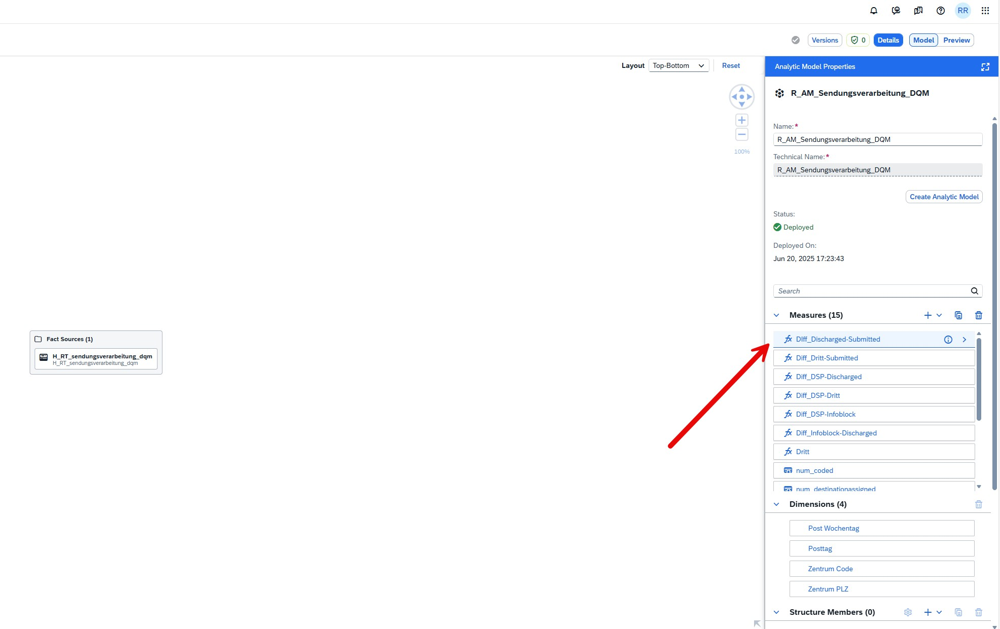 RR
Versions
0
Details
Model
Preview
Layout
Top-Bottom
Reset
100%
Fact Sources (1)
H_RT_sendungsverarbeitung_dqm
H_RT_sendungsverarbeitung_dqm
Analytic Model Properties
R_AM_Sendungsverarbeitung_DQM
Name:*
R_AM_Sendungsverarbeitung_DQM
Technical Name:*
R_AM_Sendungsverarbeitung_DQM
Create Analytic Model
Status:
Deployed
Deployed On:
Jun 20, 2025 17:23:43
Search
Measures (15)
DIff_Discharged-Submitted
Diff_Dritt-Submitted
Diff_DSP-Discharged
Diff_DSP-Dritt
Diff_DSP-Infoblock
Diff_Infoblock-Discharged
Dritt
num_coded
num_destinationassigned
Dimensions (4)
Post Wochentag
Posttag
Zentrum Code
Zentrum PLZ
Structure Members (0)